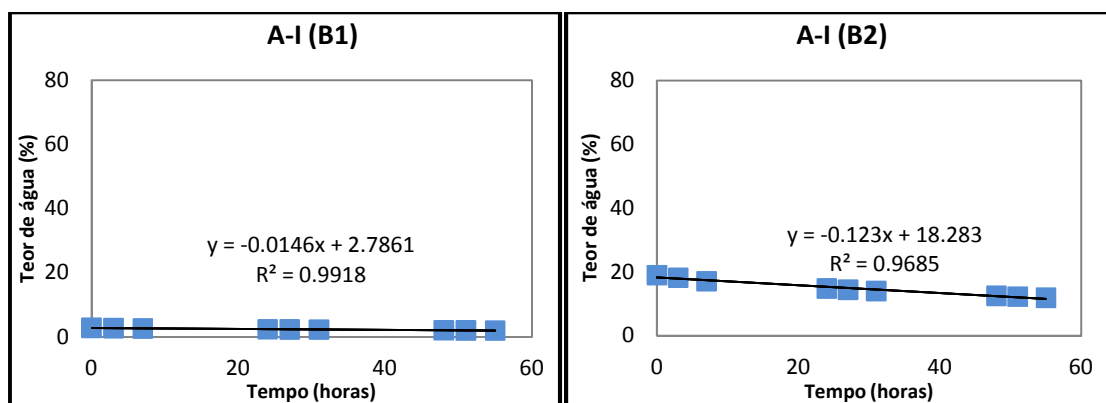 A-I (B1)
Teor de água (%)
80
60
40
20
0
y = -0.0146x + 2.7861
R² = 0.9918
0 20 40 60
Tempo (horas)
A-I (B2)
Teor de água (%)
80
60
40
20
0
y = -0.123x + 18.283
R² = 0.9685
0 20 40 60
Tempo (horas)